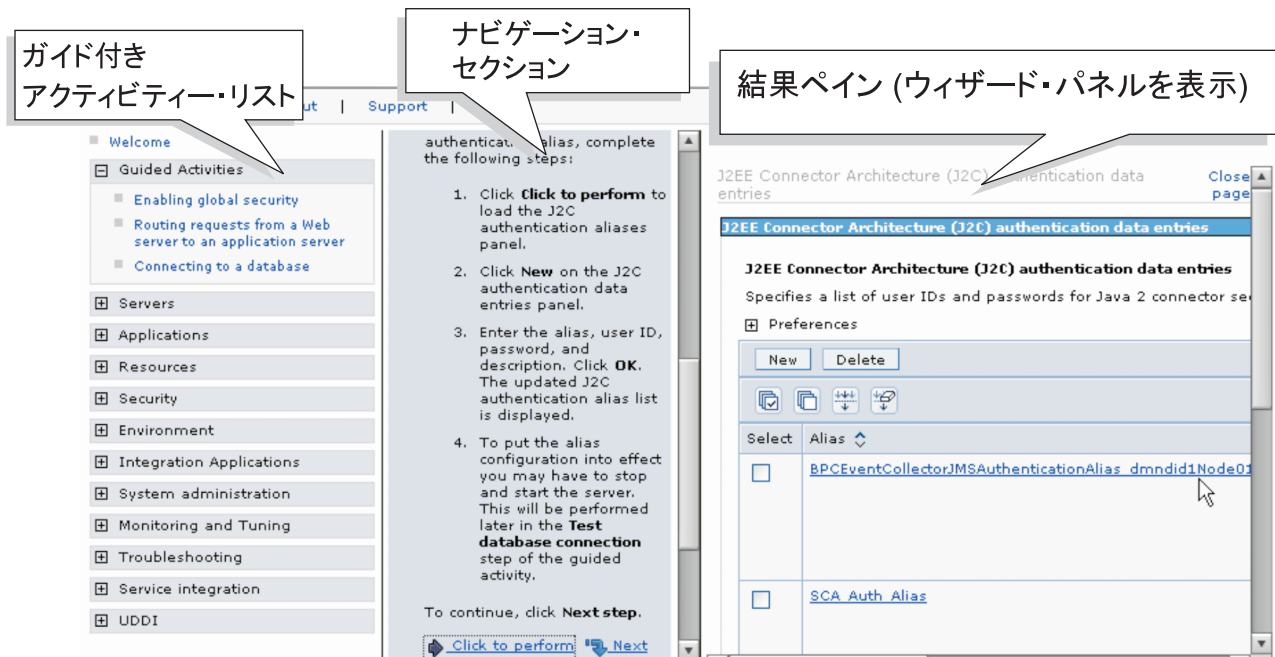 ガイド付き
アクティビティー・リスト
ナビゲーション・
セクション
結果ペイン (ウィザード・パネルを表示)
ut | Support |
Welcome
Guided Activities
Enabling global security
Routing requests from a Web
server to an application server
Connecting to a database
Servers
Applications
Resources
Security
Environment
Integration Applications
System administration
Monitoring and Tuning
Troubleshooting
Service integration
UDDI
authenticat alias, complete
the following steps:
1. Click Click to perform to
load the J2C
authentication aliases
panel.
2. Click New on the J2C
authentication data
entries panel.
3. Enter the alias, user ID,
password, and
description. Click OK.
The updated J2C
authentication alias list
is displayed.
4. To put the alias
configuration into effect
you may have to stop
and start the server.
This will be performed
later in the Test
database connection
step of the guided
activity.
To continue, click Next step.
Click to perform Next
J2EE Connector Architecture (J2C) authentication data
entries
Close
page
J2EE Connector Architecture (J2C) authentication data entries
J2EE Connector Architecture (J2C) authentication data entries
Specifies a list of user IDs and passwords for Java 2 connector se
Preferences
New Delete
Select Alias
BPCEventCollectorJMSAuthenticationAlias_dmndid1Node01
SCA_Auth_Alias